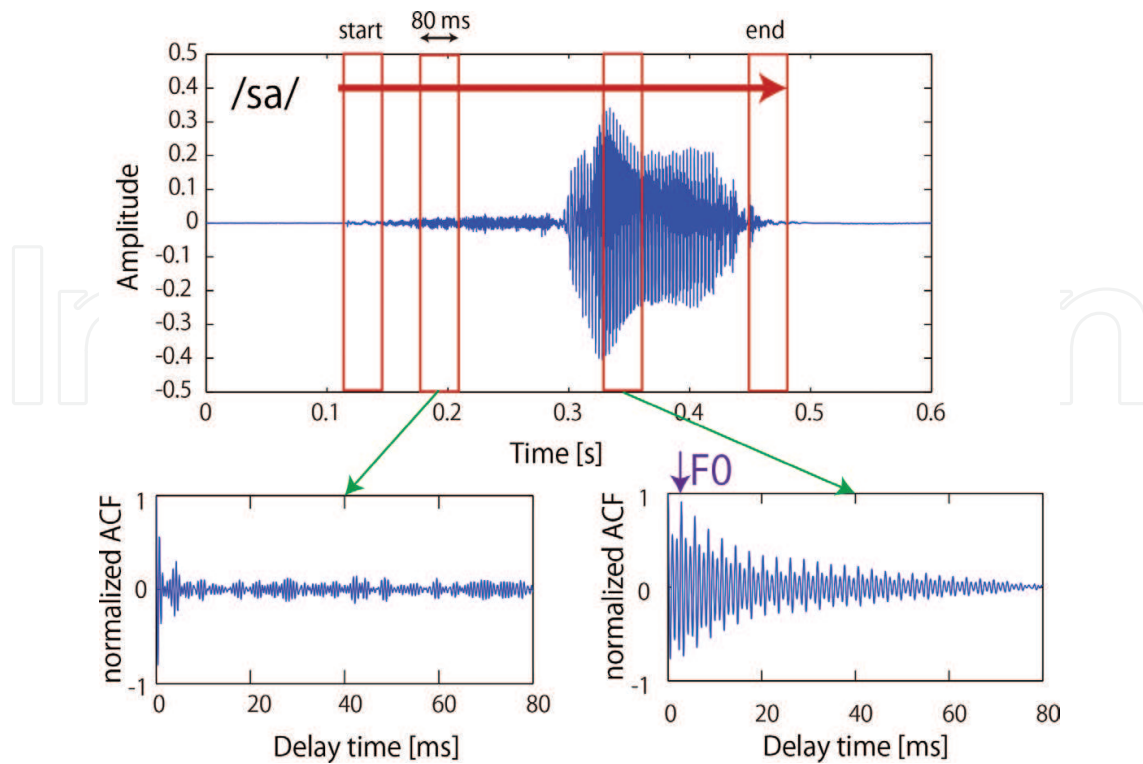 start
80 ms
end
/sa/
0.5
0.4
0.3
0.2
0.1
0
-0.1
-0.2
-0.3
-0.4
-0.5
Amplitude
0 0.1 0.2 0.3 0.4 0.5 0.6
Time [s]
F0
1
0
-1
normalized ACF
0 20 40 60 80
Delay time [ms]
1
0
-1
normalized ACF
0 20 40 60 80
Delay time [ms]